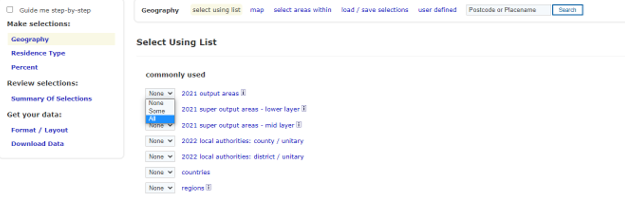 Guide me step-by-step
Make selections:
Geography
Residence Type
Percent
Review selections:
Summary Of Selections
Get your data:
Format / Layout
Download Data
Geography select using list map select areas within load / save selections user defined Postcode or Placename Search
Select Using List
commonly used
None 2021 output areas
None
Some
All
2021 super output areas - lower layer
None 2021 super output areas - mid layer
None 2022 local authorities: county / unitary
None 2022 local authorities: district / unitary
None countries
None regions